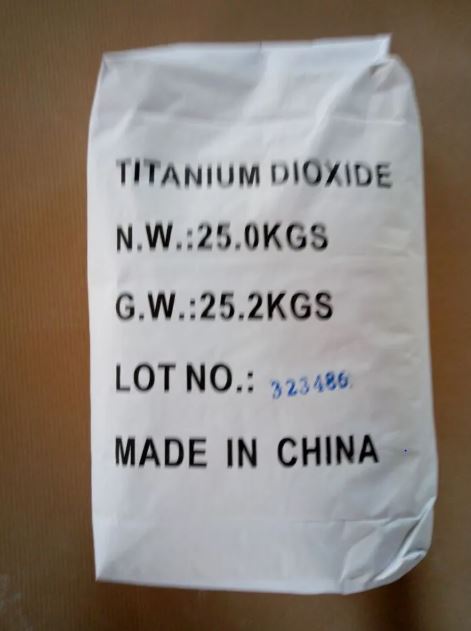 TITANIUM DIOXIDE
N.W.:25.0KGS
G.W.:25.2KGS
LOT NO.: 323486
MADE IN CHINA